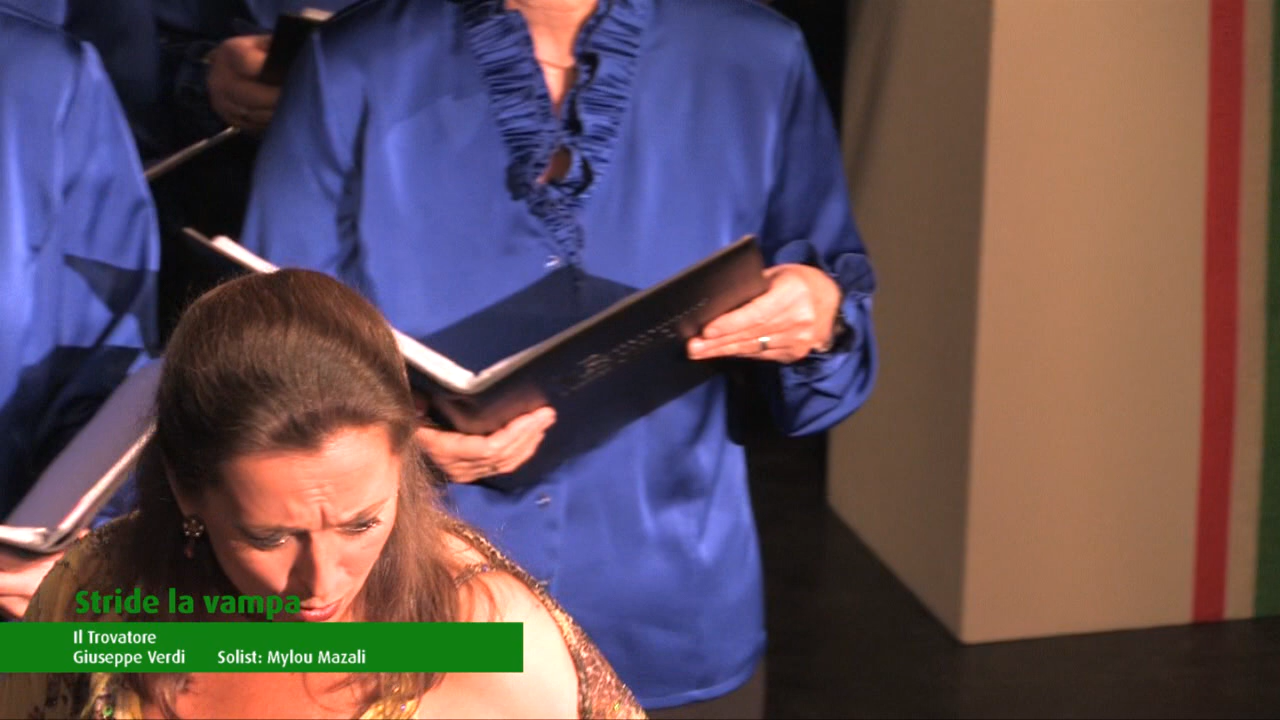 Stride la vampa
Il Trovatore
Giuseppe Verdi Solist: Mylou Mazali